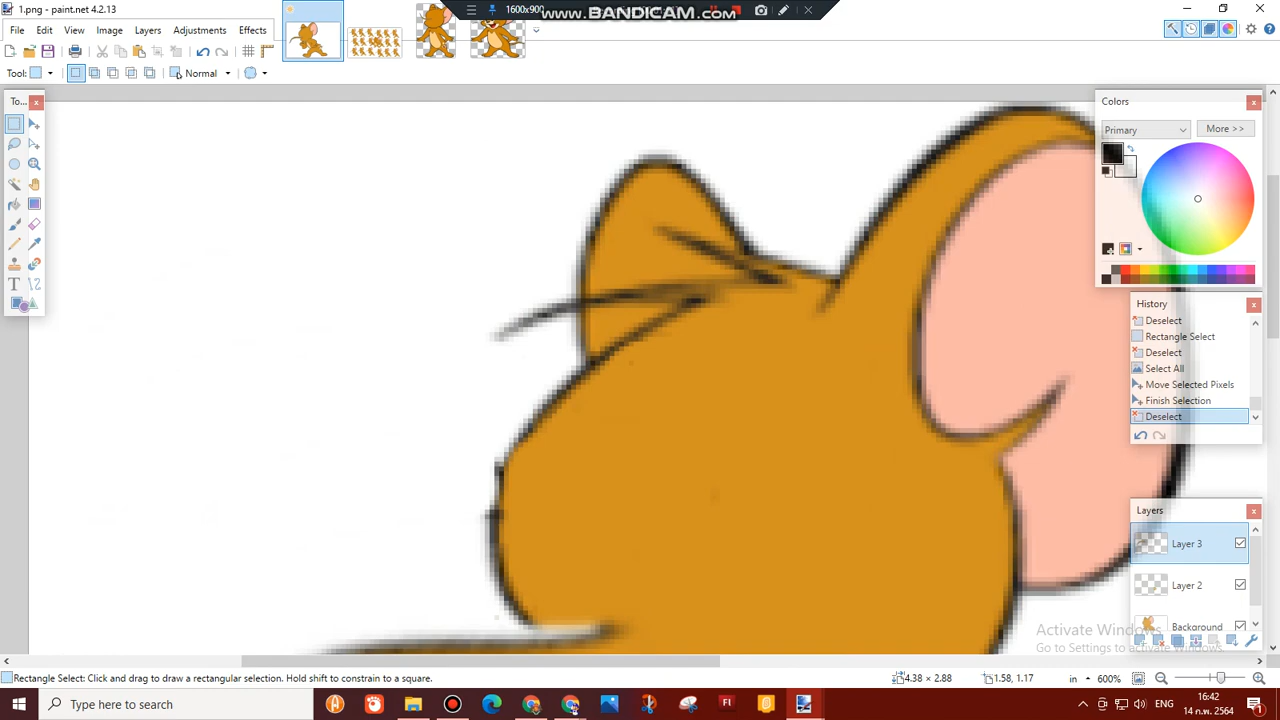 1.png - paint.net 4.2.13
1600x900
www.BANDICAM.com
File Edit View Image Layers Adjustments Effects
Tool:
Normal
To...
Colors
Primary
More >>
History
Deselect
Rectangle Select
Deselect
Select All
Move Selected Pixels
Finish Selection
Deselect
Layers
Layer 3
Layer 2
Background
Activate Windows
Go to Settings to activate Windows.
Rectangle Select: Click and drag to draw a rectangular selection. Hold shift to constrain to a square.
4.38 × 2.88
1.58, 1.17
in
600%
Type here to search
16:42
14 ก.พ. 2564